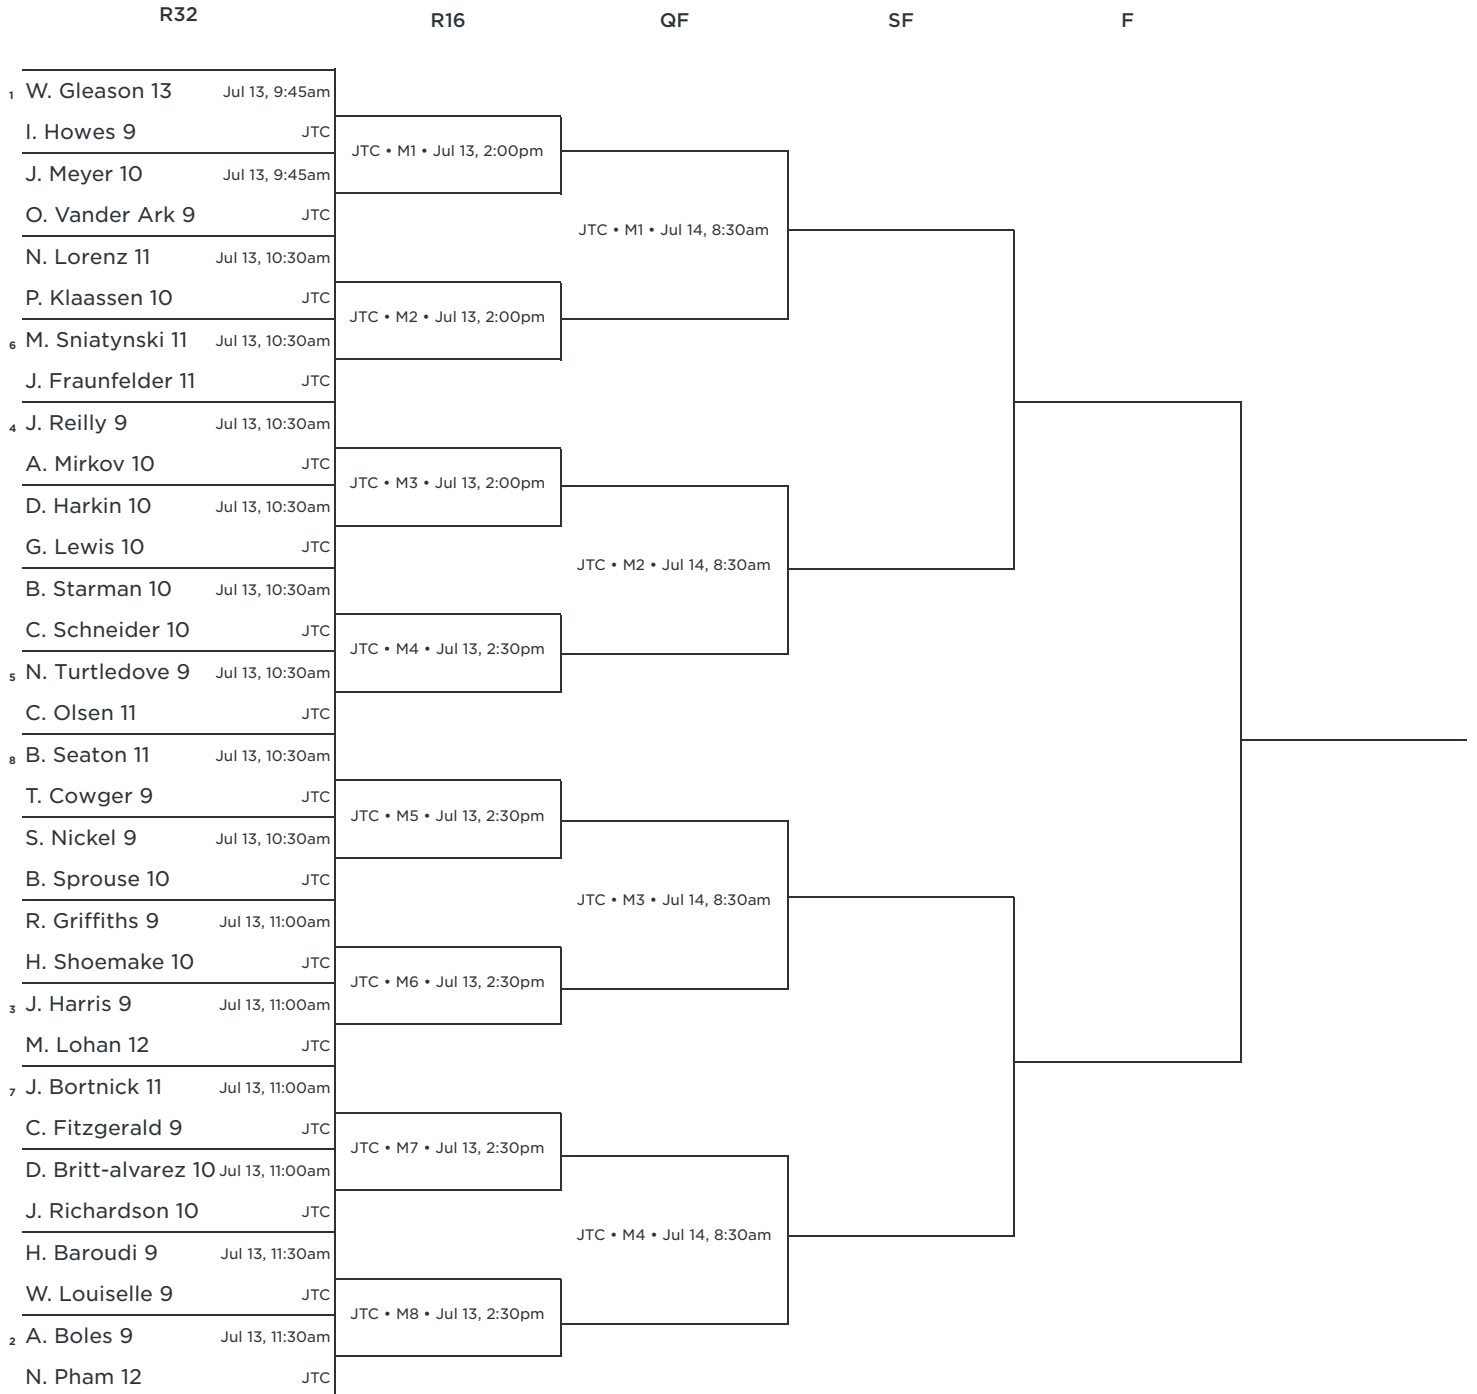 R32 R16 QF SF F
1 W. Gleason 13 Jul 13, 9:45am
I. Howes 9 JTC
JTC • M1 • Jul 13, 2:00pm
J. Meyer 10 Jul 13, 9:45am
O. Vander Ark 9 JTC
JTC • M1 • Jul 14, 8:30am
N. Lorenz 11 Jul 13, 10:30am
P. Klaassen 10 JTC
JTC • M2 • Jul 13, 2:00pm
6 M. Sniatynski 11 Jul 13, 10:30am
J. Fraunfelder 11 JTC
4 J. Reilly 9 Jul 13, 10:30am
A. Mirkov 10 JTC
JTC • M3 • Jul 13, 2:00pm
D. Harkin 10 Jul 13, 10:30am
G. Lewis 10 JTC
JTC • M2 • Jul 14, 8:30am
B. Starman 10 Jul 13, 10:30am
C. Schneider 10 JTC
JTC • M4 • Jul 13, 2:30pm
5 N. Turtledove 9 Jul 13, 10:30am
C. Olsen 11 JTC
8 B. Seaton 11 Jul 13, 10:30am
T. Cowger 9 JTC
JTC • M5 • Jul 13, 2:30pm
S. Nickel 9 Jul 13, 10:30am
B. Sprouse 10 JTC
JTC • M3 • Jul 14, 8:30am
R. Griffiths 9 Jul 13, 11:00am
H. Shoemake 10 JTC
JTC • M6 • Jul 13, 2:30pm
3 J. Harris 9 Jul 13, 11:00am
M. Lohan 12 JTC
7 J. Bortnick 11 Jul 13, 11:00am
C. Fitzgerald 9 JTC
JTC • M7 • Jul 13, 2:30pm
D. Britt-alvarez 10 Jul 13, 11:00am
J. Richardson 10 JTC
JTC • M4 • Jul 14, 8:30am
H. Baroudi 9 Jul 13, 11:30am
W. Louiselle 9 JTC
JTC • M8 • Jul 13, 2:30pm
2 A. Boles 9 Jul 13, 11:30am
N. Pham 12 JTC